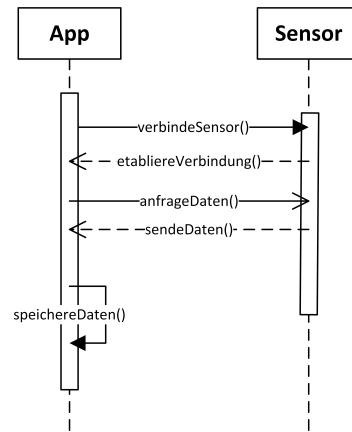 App
Sensor
verbindeSensor()
etabliereVerbindung()
anfrageDaten()
sendeDaten()
speichereDaten()